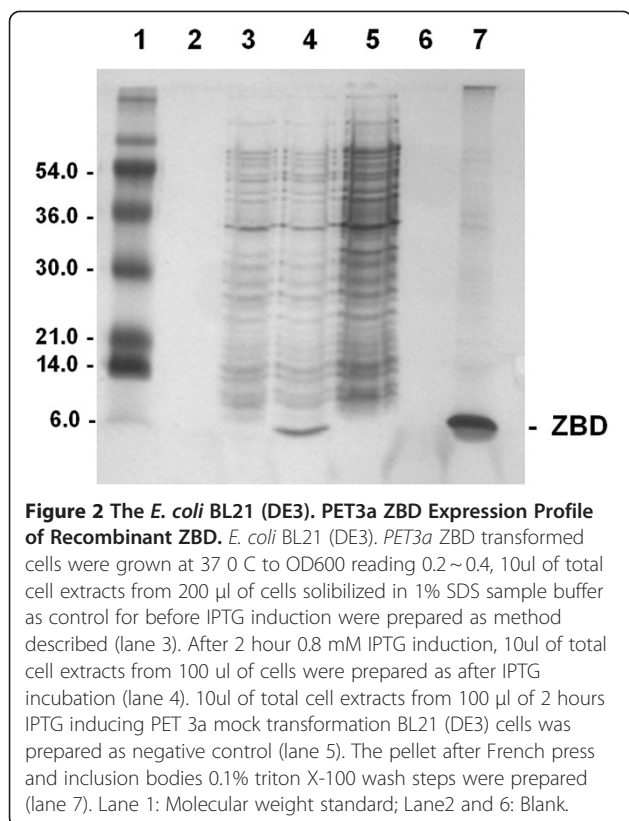 1 2 3 4 5 6 7
54.0 -
36.0 -
30.0 -
21.0 -
14.0 -
6.0 -
- ZBD
Figure 2 The E. coli BL21 (DE3). PET3a ZBD Expression Profile
of Recombinant ZBD. E. coli BL21 (DE3). PET3a ZBD transformed
cells were grown at 37 0 C to OD600 reading 0.2 ~ 0.4, 10ul of total
cell extracts from 200 μl of cells solibilized in 1% SDS sample buffer
as control for before IPTG induction were prepared as method
described (lane 3). After 2 hour 0.8 mM IPTG induction, 10ul of total
cell extracts from 100 ul of cells were prepared as after IPTG
incubation (lane 4). 10ul of total cell extracts from 100 μl of 2 hours
IPTG inducing PET 3a mock transformation BL21 (DE3) cells was
prepared as negative control (lane 5). The pellet after French press
and inclusion bodies 0.1% triton X-100 wash steps were prepared
(lane 7). Lane 1: Molecular weight standard; Lane2 and 6: Blank.